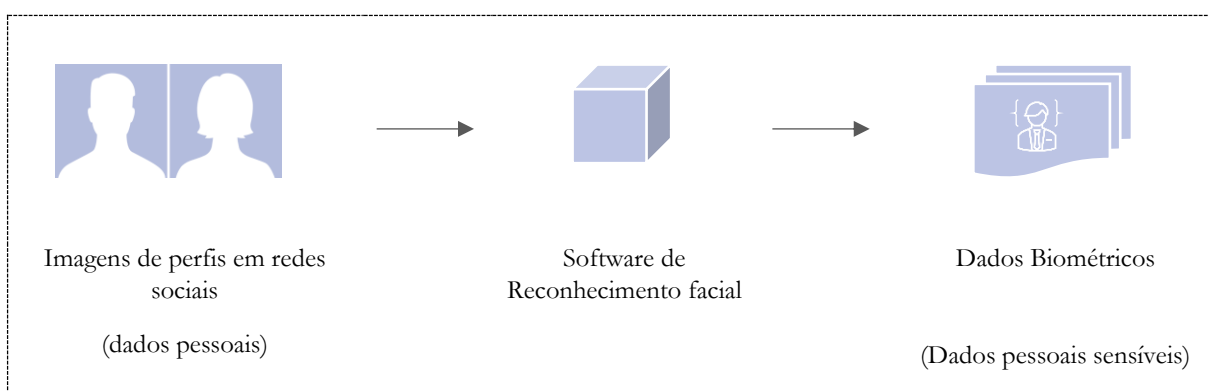 Imagens de perfis em redes
sociais
(dados pessoais)
Software de
Reconhecimento facial
Dados Biométricos
(Dados pessoais sensíveis)